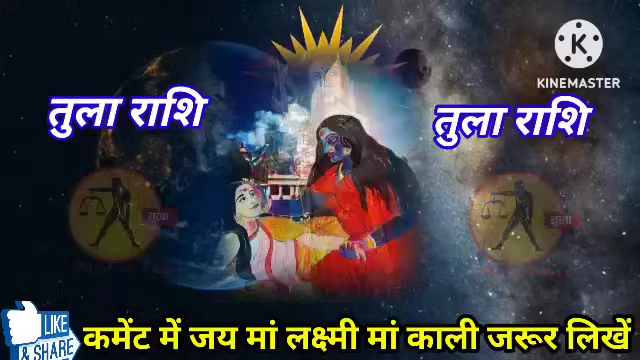 KINEMASTER
तुला राशि
तुला राशि
तुला
तुला
LIKE
& SHARE
कमेंट में जय मां लक्ष्मी मां काली जरूर लिखें